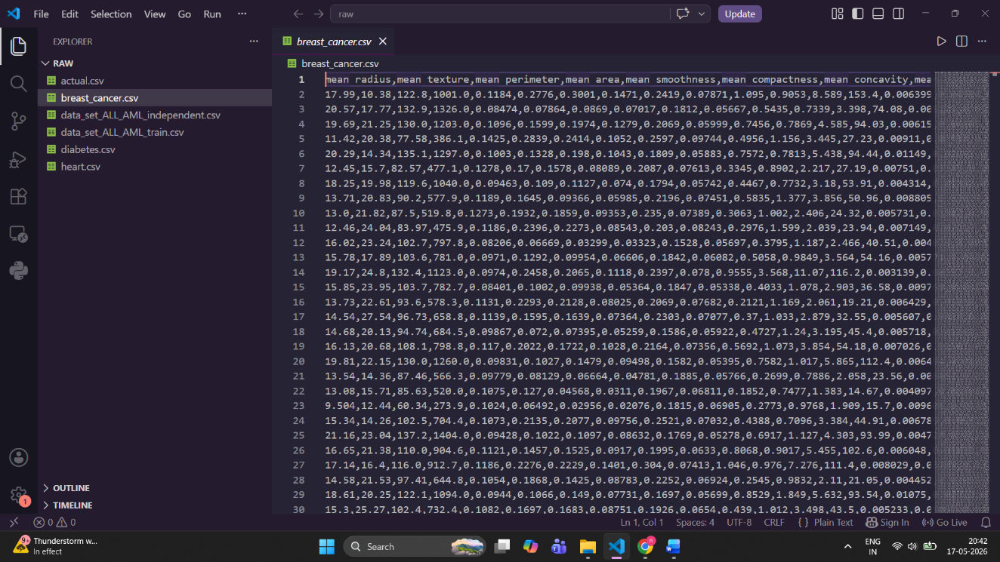 File Edit Selection View Go Run ··· raw Update
EXPLORER ···
RAW
actual.csv
breast_cancer.csv
data_set_ALL_AML_independent.csv
data_set_ALL_AML_train.csv
diabetes.csv
heart.csv
OUTLINE
TIMELINE
1
breast_cancer.csv
breast_cancer.csv
1 mean radius,mean texture,mean perimeter,mean area,mean smoothness,mean compactness,mean concavity,mea
2 17.99,10.38,122.8,1001.0,0.1184,0.2776,0.3001,0.1471,0.2419,0.07871,1.095,0.9053,8.589,153.4,0.006399
3 20.57,17.77,132.9,1326.0,0.08474,0.07864,0.0869,0.07017,0.1812,0.05667,0.5435,0.7339,3.398,74.08,0.00
4 19.69,21.25,130.0,1203.0,0.1096,0.1599,0.1974,0.1279,0.2069,0.05999,0.7456,0.7869,4.585,94.03,0.00615
5 11.42,20.38,77.58,386.1,0.1425,0.2839,0.2414,0.1052,0.2597,0.09744,0.4956,1.156,3.445,27.23,0.00911,0
6 20.29,14.34,135.1,1297.0,0.1003,0.1328,0.198,0.1043,0.1809,0.05883,0.7572,0.7813,5.438,94.44,0.01149,
7 12.45,15.7,82.57,477.1,0.1278,0.17,0.1578,0.08089,0.2087,0.07613,0.3345,0.8902,2.217,27.19,0.00751,0.
8 18.25,19.98,119.6,1040.0,0.09463,0.109,0.1127,0.074,0.1794,0.05742,0.4467,0.7732,3.18,53.91,0.004314,
9 13.71,20.83,90.2,577.9,0.1189,0.1645,0.09366,0.05985,0.2196,0.07451,0.5835,1.377,3.856,50.96,0.008805
10 13.0,21.82,87.5,519.8,0.1273,0.1932,0.1859,0.09353,0.235,0.07389,0.3063,1.002,2.406,24.32,0.005731,0.
11 12.46,24.04,83.97,475.9,0.1186,0.2396,0.2273,0.08543,0.203,0.08243,0.2976,1.599,2.039,23.94,0.007149,
12 16.02,23.24,102.7,797.8,0.08206,0.06669,0.03299,0.03323,0.1528,0.05697,0.3795,1.187,2.466,40.51,0.004
13 15.78,17.89,103.6,781.0,0.0971,0.1292,0.09954,0.06606,0.1842,0.06082,0.5058,0.9849,3.564,54.16,0.0057
14 19.17,24.8,132.4,1123.0,0.0974,0.2458,0.2065,0.1118,0.2397,0.078,0.9555,3.568,11.07,116.2,0.003139,0.
15 15.85,23.95,103.7,782.7,0.08401,0.1002,0.09938,0.05364,0.1847,0.05338,0.4033,1.078,2.903,36.58,0.0097
16 13.73,22.61,93.6,578.3,0.1131,0.2293,0.2128,0.08025,0.2069,0.07682,0.2121,1.169,2.061,19.21,0.006429,
17 14.54,27.54,96.73,658.8,0.1139,0.1595,0.1639,0.07364,0.2303,0.07077,0.37,1.033,2.879,32.55,0.005607,0
18 14.68,20.13,94.74,684.5,0.09867,0.072,0.07395,0.05259,0.1586,0.05922,0.4727,1.24,3.195,45.4,0.005718,
19 16.13,20.68,108.1,798.8,0.117,0.2022,0.1722,0.1028,0.2164,0.07356,0.5692,1.073,3.854,54.18,0.007026,0
20 19.81,22.15,130.0,1260.0,0.09831,0.1027,0.1479,0.09498,0.1582,0.05395,0.7582,1.017,5.865,112.4,0.0064
21 13.54,14.36,87.46,566.3,0.09779,0.08129,0.06664,0.04781,0.1885,0.05766,0.2699,0.7886,2.058,23.56,0.00
22 13.08,15.71,85.63,520.0,0.1075,0.127,0.04568,0.0311,0.1967,0.06811,0.1852,0.7477,1.383,14.67,0.004097
23 9.504,12.44,60.34,273.9,0.1024,0.06492,0.02956,0.02076,0.1815,0.06905,0.2773,0.9768,1.909,15.7,0.0096
24 15.34,14.26,102.5,704.4,0.1073,0.2135,0.2077,0.09756,0.2521,0.07032,0.4388,0.7096,3.384,44.91,0.00678
25 21.16,23.04,137.2,1404.0,0.09428,0.1022,0.1097,0.08632,0.1769,0.05278,0.6917,1.127,4.303,93.99,0.0047
26 16.65,21.38,110.0,904.6,0.1121,0.1457,0.1525,0.0917,0.1995,0.0633,0.8068,0.9017,5.455,102.6,0.006048,
27 17.14,16.4,116.0,912.7,0.1186,0.2276,0.2229,0.1401,0.304,0.07413,1.046,0.976,7.276,111.4,0.008029,0.0
28 14.58,21.53,97.41,644.8,0.1054,0.1868,0.1425,0.08783,0.2252,0.06924,0.2545,0.9832,2.11,21.05,0.004452
29 18.61,20.25,122.1,1094.0,0.0944,0.1066,0.149,0.07731,0.1697,0.05699,0.8529,1.849,5.632,93.54,0.01075,
30 15.3,25.27,102.4,732.4,0.1082,0.1697,0.1683,0.08751,0.1926,0.0654,0.439,1.012,3.498,43.5,0.005233,0.0
0 0 Ln 1, Col 1 Spaces: 4 UTF-8 CRLF { } Plain Text Sign In Go Live
9+ Thunderstorm w...
In effect
Search
ENG
IN
20:42
17-05-2026